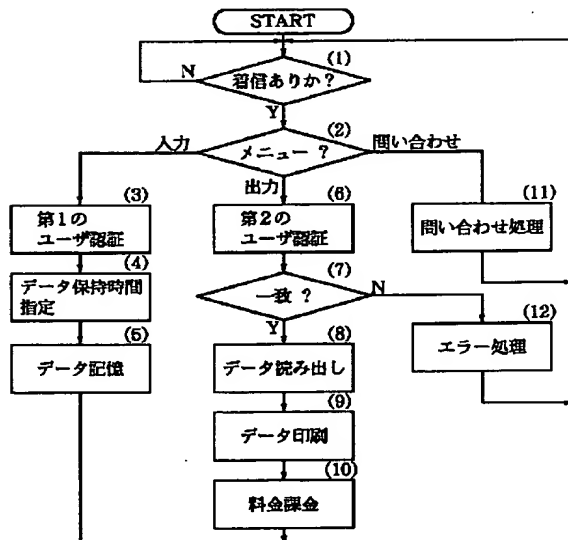 START
(1)
着信ありか？
N
Y
(2)
メニュー ？
入力
問い合わせ
出力
(3)
第1の
ユーザ認証
(6)
第2の
ユーザ認証
(11)
問い合わせ処理
(4)
データ保持時間
指定
(7)
一致 ？
N
Y
(5)
データ記憶
(8)
データ読み出し
(12)
エラー処理
(9)
データ印刷
(10)
料金課金